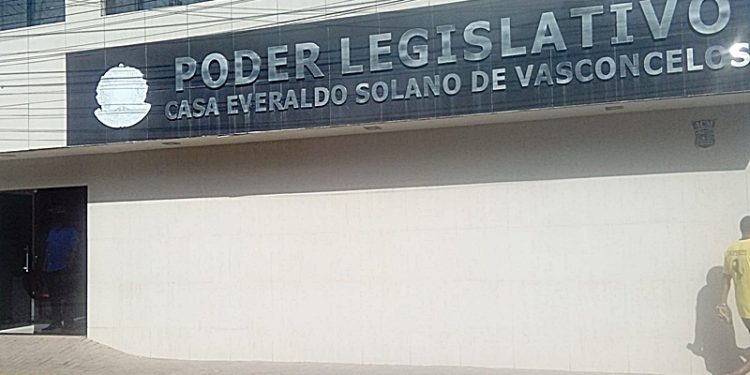 PODER LEGISLATIVO
CASA EVERALDO SOLANO DE VASCONCELOS